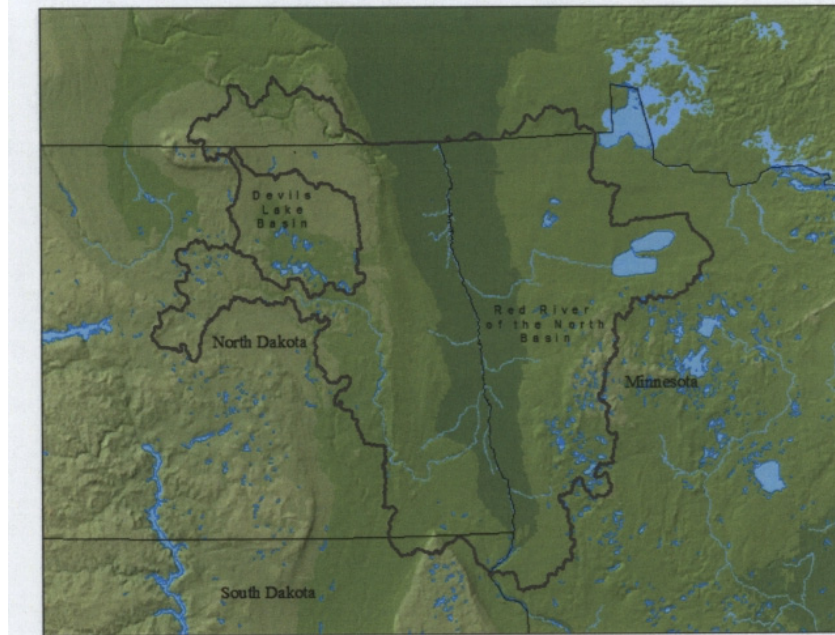 Devils
Lake
Basin
Red River
of the North
Basin
North Dakota
Minnesota
South Dakota